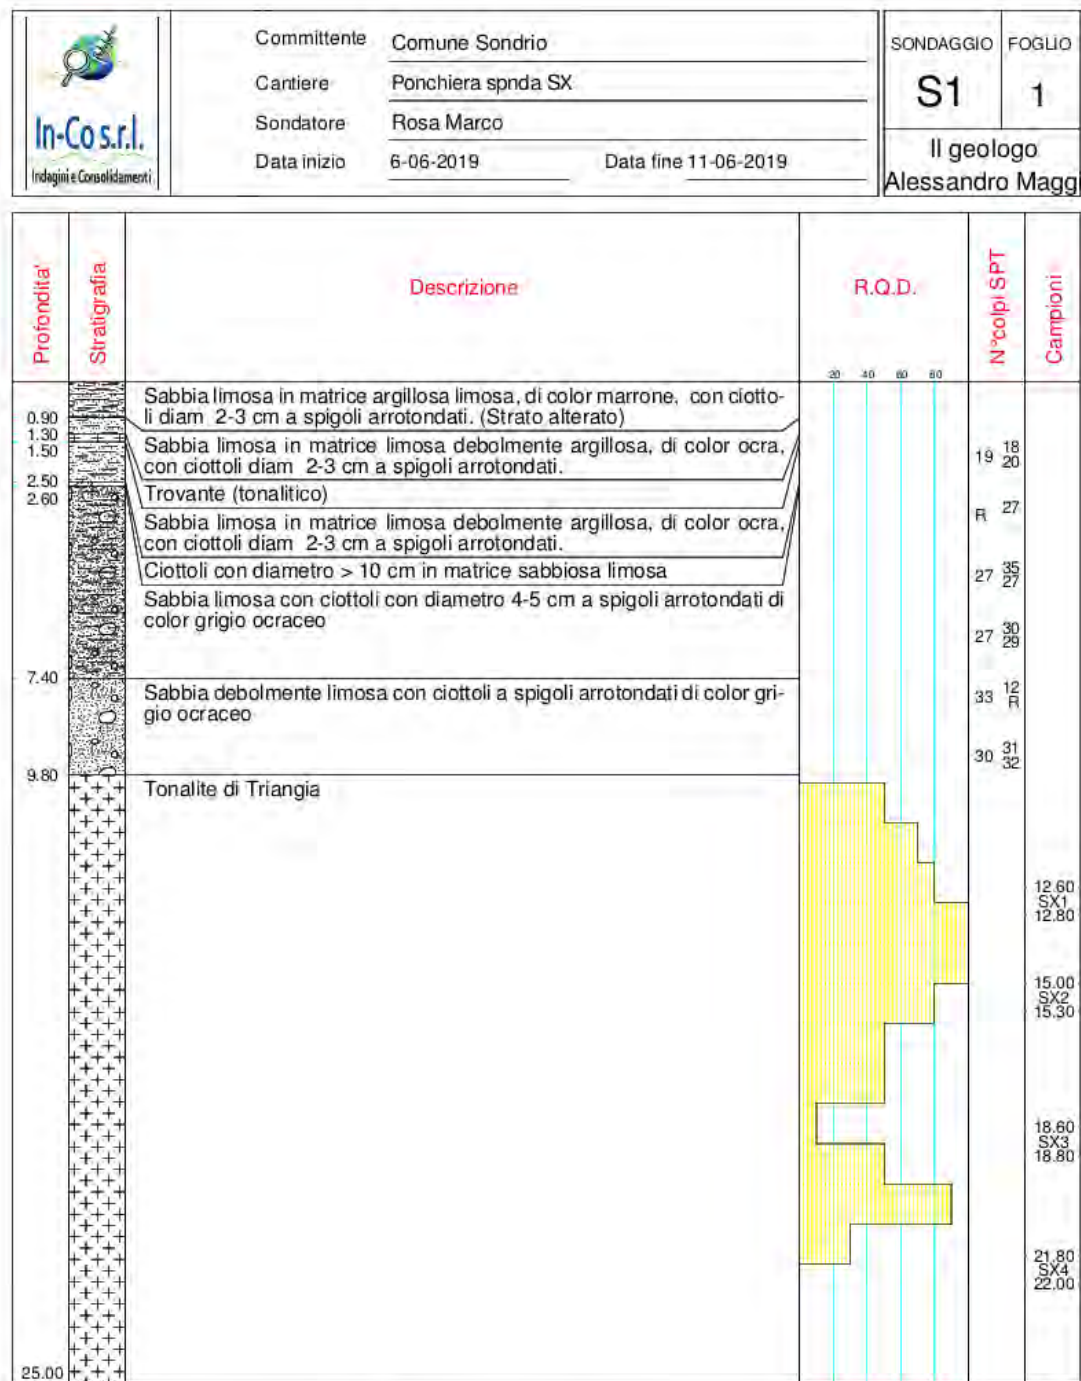 In-Co s.r.l.
Indagini e Consolidamenti
Committente Comune Sondrio
Cantiere Ponchiera spnda SX
Sondatore Rosa Marco
Data inizio 6-06-2019 Data fine 11-06-2019
SONDAGGIO FOGLIO
S1 1
Il geologo
Alessandro Maggi
Profondita' Stratigrafia Descrizione R.Q.D. N°colpi SPT Campioni
20 40 60 80
Sabbia limosa in matrice argillosa limosa, di color marrone, con ciotto-
li diam 2-3 cm a spigoli arrotondati. (Strato alterato)
0.90
1.30
1.50
Sabbia limosa in matrice limosa debolmente argillosa, di color ocra,
con ciottoli diam 2-3 cm a spigoli arrotondati.
19 18 20
2.50
2.60
Trovante (tonalitico)
R 27
Sabbia limosa in matrice limosa debolmente argillosa, di color ocra,
con ciottoli diam 2-3 cm a spigoli arrotondati.
Ciottoli con diametro > 10 cm in matrice sabbiosa limosa
27 35 27
Sabbia limosa con ciottoli con diametro 4-5 cm a spigoli arrotondati di
color grigio ocraceo
27 30 29
7.40
Sabbia debolmente limosa con ciottoli a spigoli arrotondati di color gri-
gio ocraceo
33 12 R
30 31 32
9.80
Tonalite di Triangia
12.60
SX1
12.80
15.00
SX2
15.30
18.60
SX3
18.80
21.80
SX4
22.00
25.00